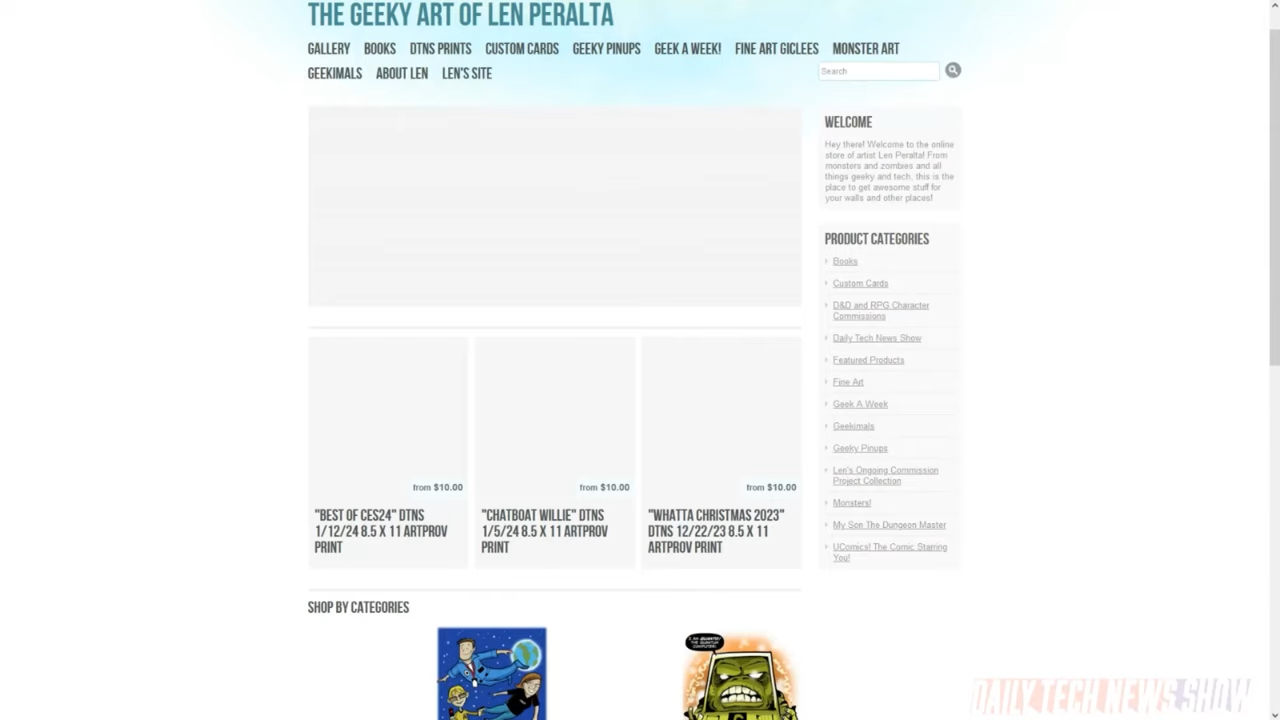 THE GEEKY ART OF LEN PERALTA
GALLERY BOOKS DTNS PRINTS CUSTOM CARDS GEEKY PINUPS GEEK A WEEK! FINE ART GICLEES MONSTER ART
GEEKIMALS ABOUT LEN LEN'S SITE
Search
WELCOME
Hey there! Welcome to the online
store of artist Len Peralta! From
monsters and zombies and all
things geeky and tech, this is the
place to get awesome stuff for
your walls and other places!
PRODUCT CATEGORIES
Books
Custom Cards
D&D and RPG Character
Commissions
Daily Tech News Show
Featured Products
Fine Art
Geek A Week
Geekimals
Geeky Pinups
Len's Ongoing Commission
Project Collection
Monsters!
My Son The Dungeon Master
UComics! The Comic Starring
You!
from $10.00
"BEST OF CES24" DTNS
1/12/24 8.5 X 11 ARTPROV
PRINT
from $10.00
"CHATBOAT WILLIE" DTNS
1/5/24 8.5 X 11 ARTPROV
PRINT
from $10.00
"WHATTA CHRISTMAS 2023"
DTNS 12/22/23 8.5 X 11
ARTPROV PRINT
SHOP BY CATEGORIES
THE QUANTUM
COMPUTER!
DAILY TECH NEWS SHOW